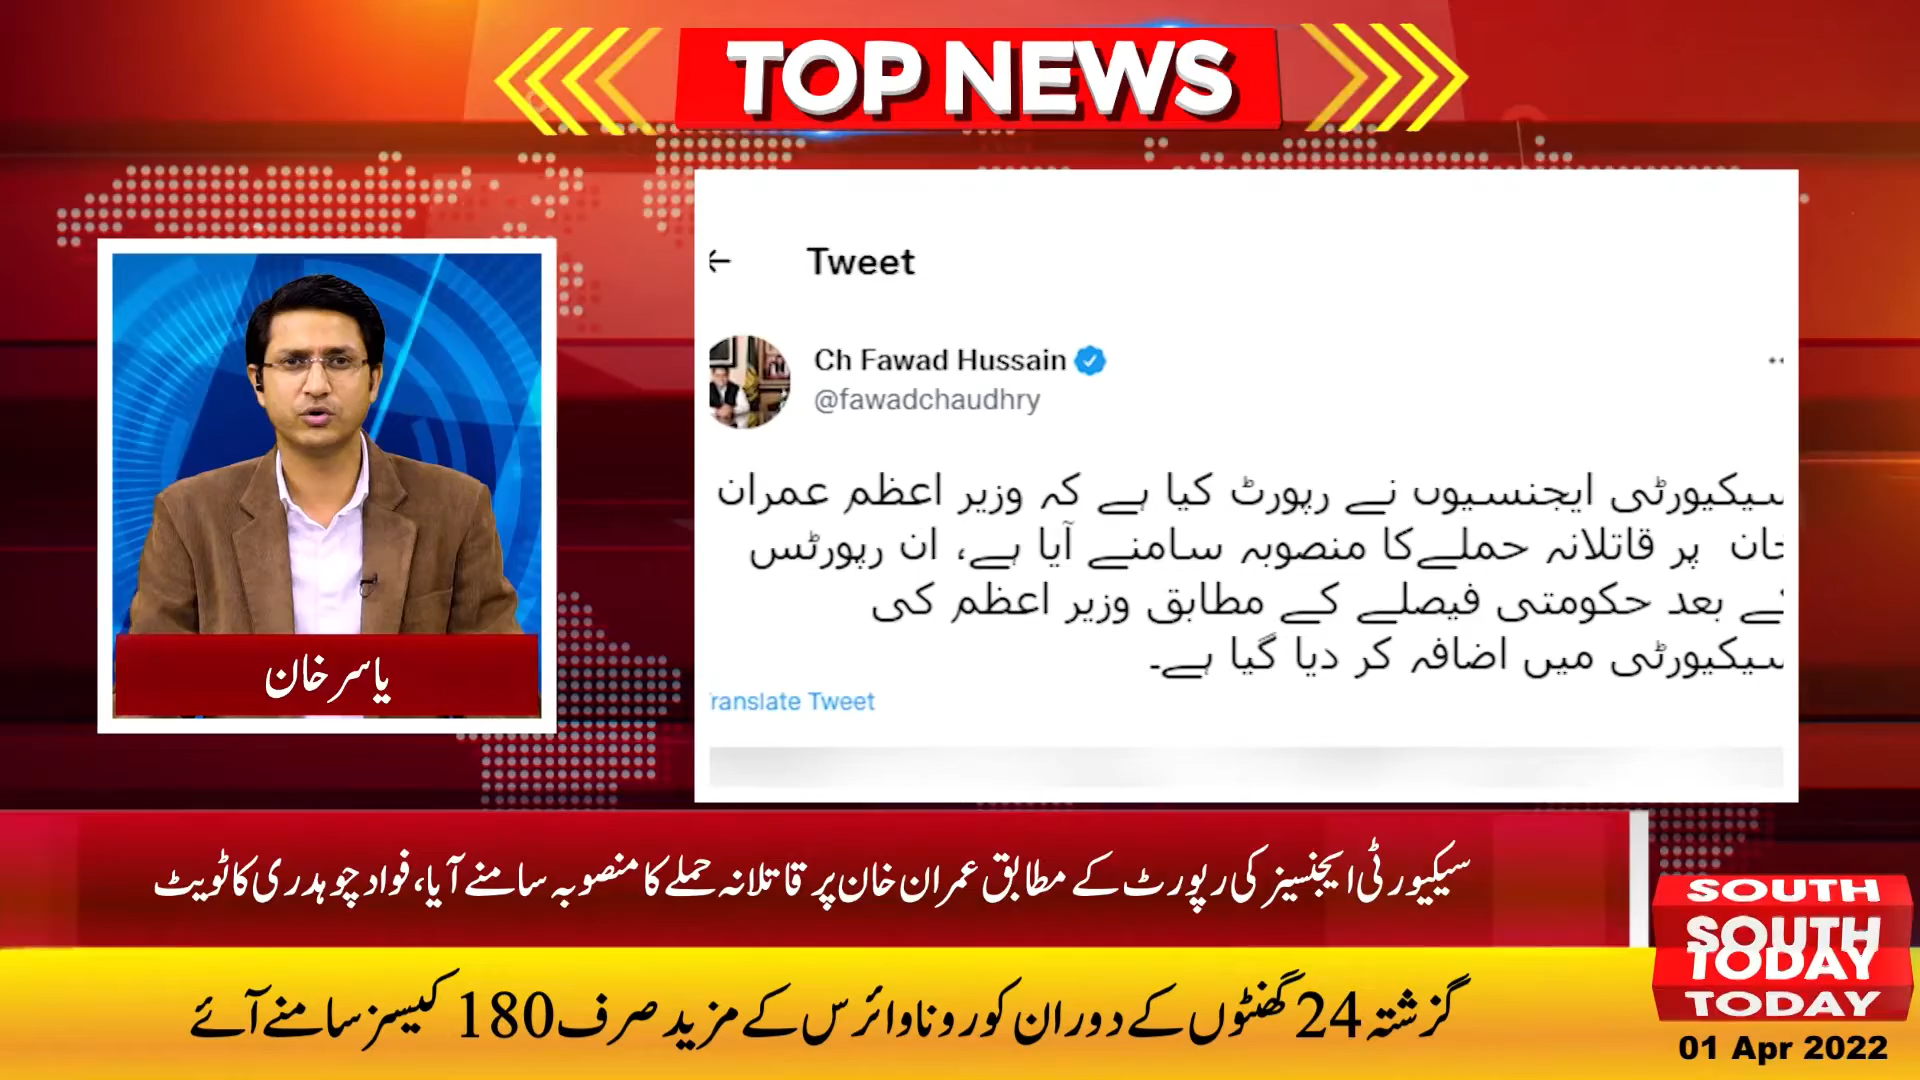 TOP NEWS
Tweet
Ch Fawad Hussain
@fawadchaudhry
سیکیورٹی ایجنسیوں نے رپورٹ کیا ہے کہ وزیر اعظم عمران
خان پر قاتلانہ حملےکا منصوبہ سامنے آیا ہے، ان رپورٹس
کے بعد حکومتی فیصلے کے مطابق وزیر اعظم کی
سیکیورٹی میں اضافہ کر دیا گیا ہے۔
ranslate Tweet
یاسر خان
سیکیورٹی ایجنسیز کی رپورٹ کے مطابق عمران خان پر قاتلانہ حملے کا منصوبہ سامنے آیا، فواد چوہدری کا ٹویٹ
گزشتہ 24 گھنٹوں کے دوران کورونا وائرس کے مزید صرف 180 کیسز سامنے آئے
SOUTH
SOUTH
TODAY
TODAY
01 Apr 2022